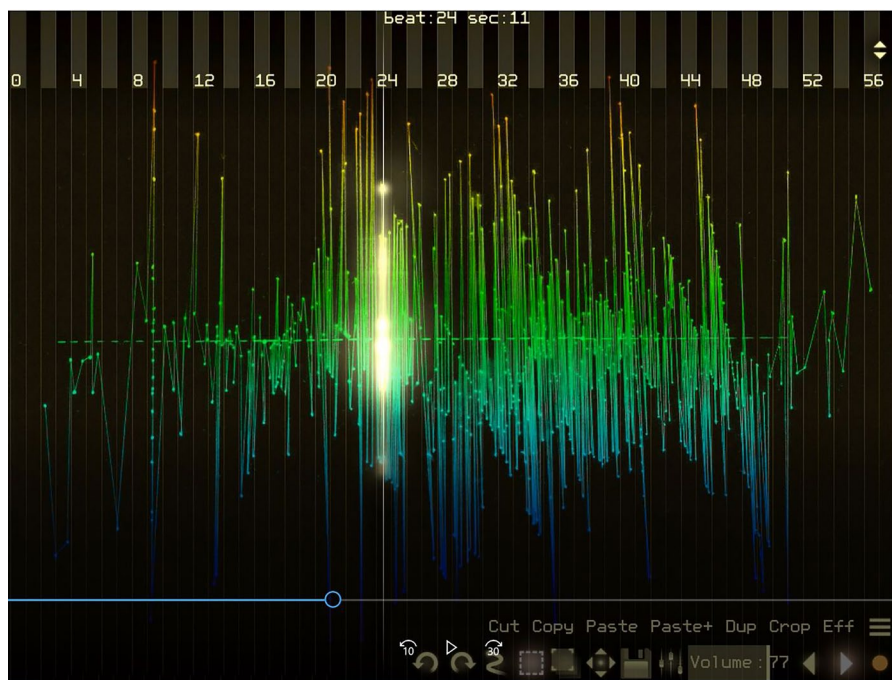 beat:24 sec:11
0 4 8 12 16 20 24 28 32 36 40 44 48 52 56
Cut Copy Paste Paste+ Dup Crop Eff
10 30 Volume:77